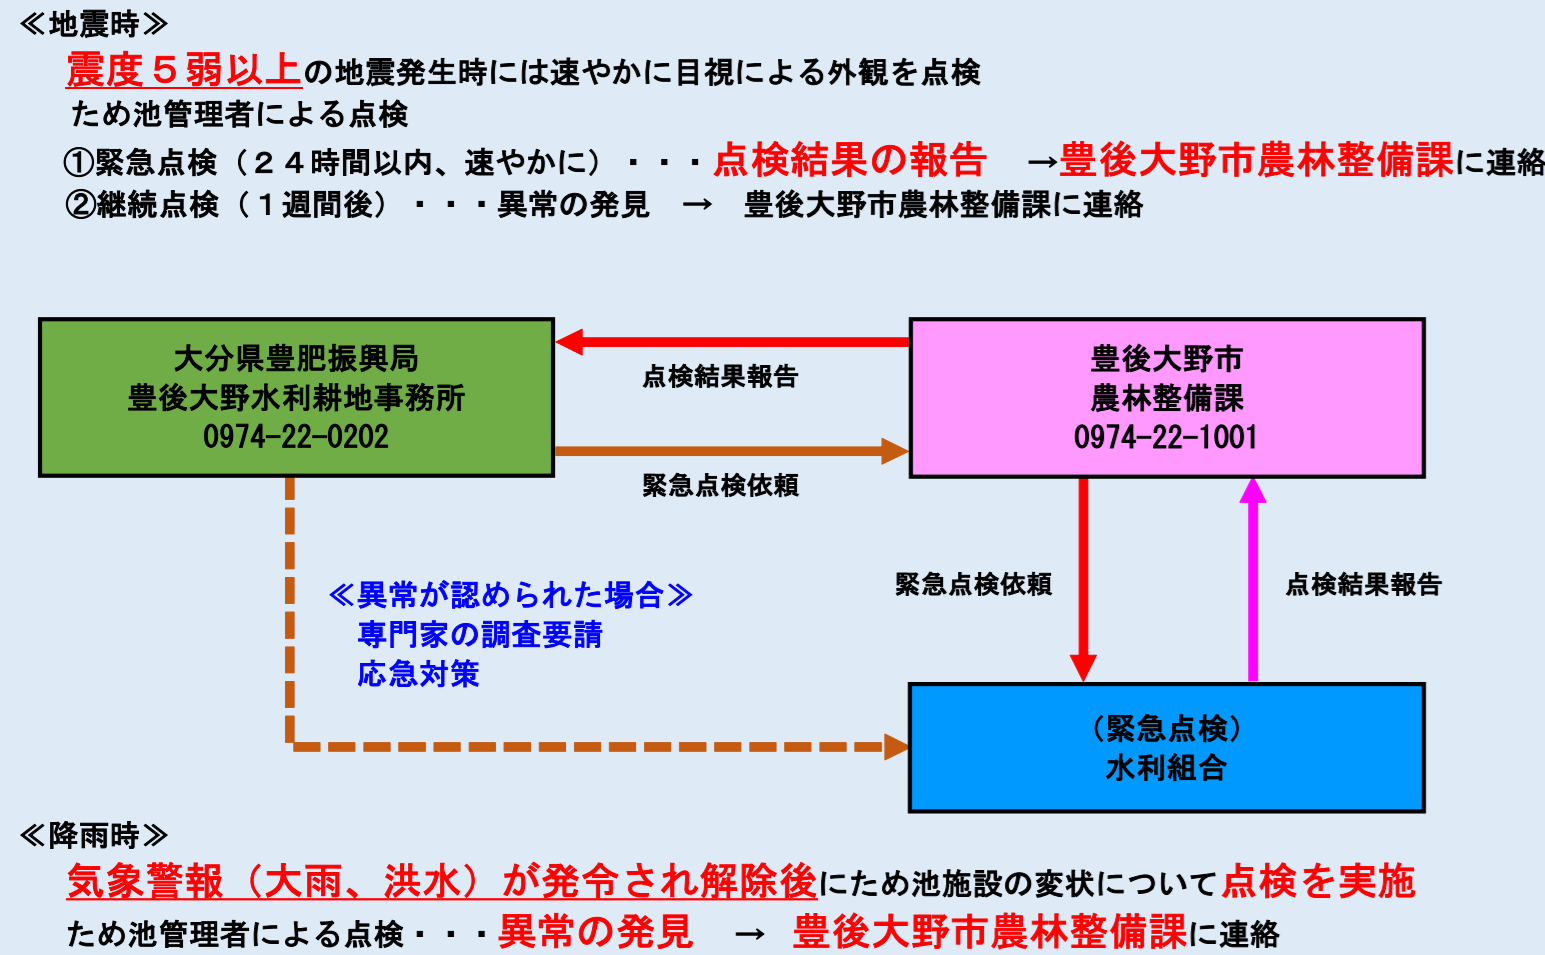 ≪地震時≫
震度５弱以上の地震発生時には速やかに目視による外観を点検
ため池管理者による点検
①緊急点検（２４時間以内、速やかに）・・・点検結果の報告　→豊後大野市農林整備課に連絡
②継続点検（１週間後）・・・異常の発見　→　豊後大野市農林整備課に連絡
大分県豊肥振興局
豊後大野水利耕地事務所
0974-22-0202
点検結果報告
緊急点検依頼
豊後大野市
農林整備課
0974-22-1001
≪異常が認められた場合≫
専門家の調査要請
応急対策
緊急点検依頼
点検結果報告
（緊急点検）
水利組合
≪降雨時≫
気象警報（大雨、洪水）が発令され解除後にため池施設の変状について点検を実施
ため池管理者による点検・・・異常の発見　→　豊後大野市農林整備課に連絡